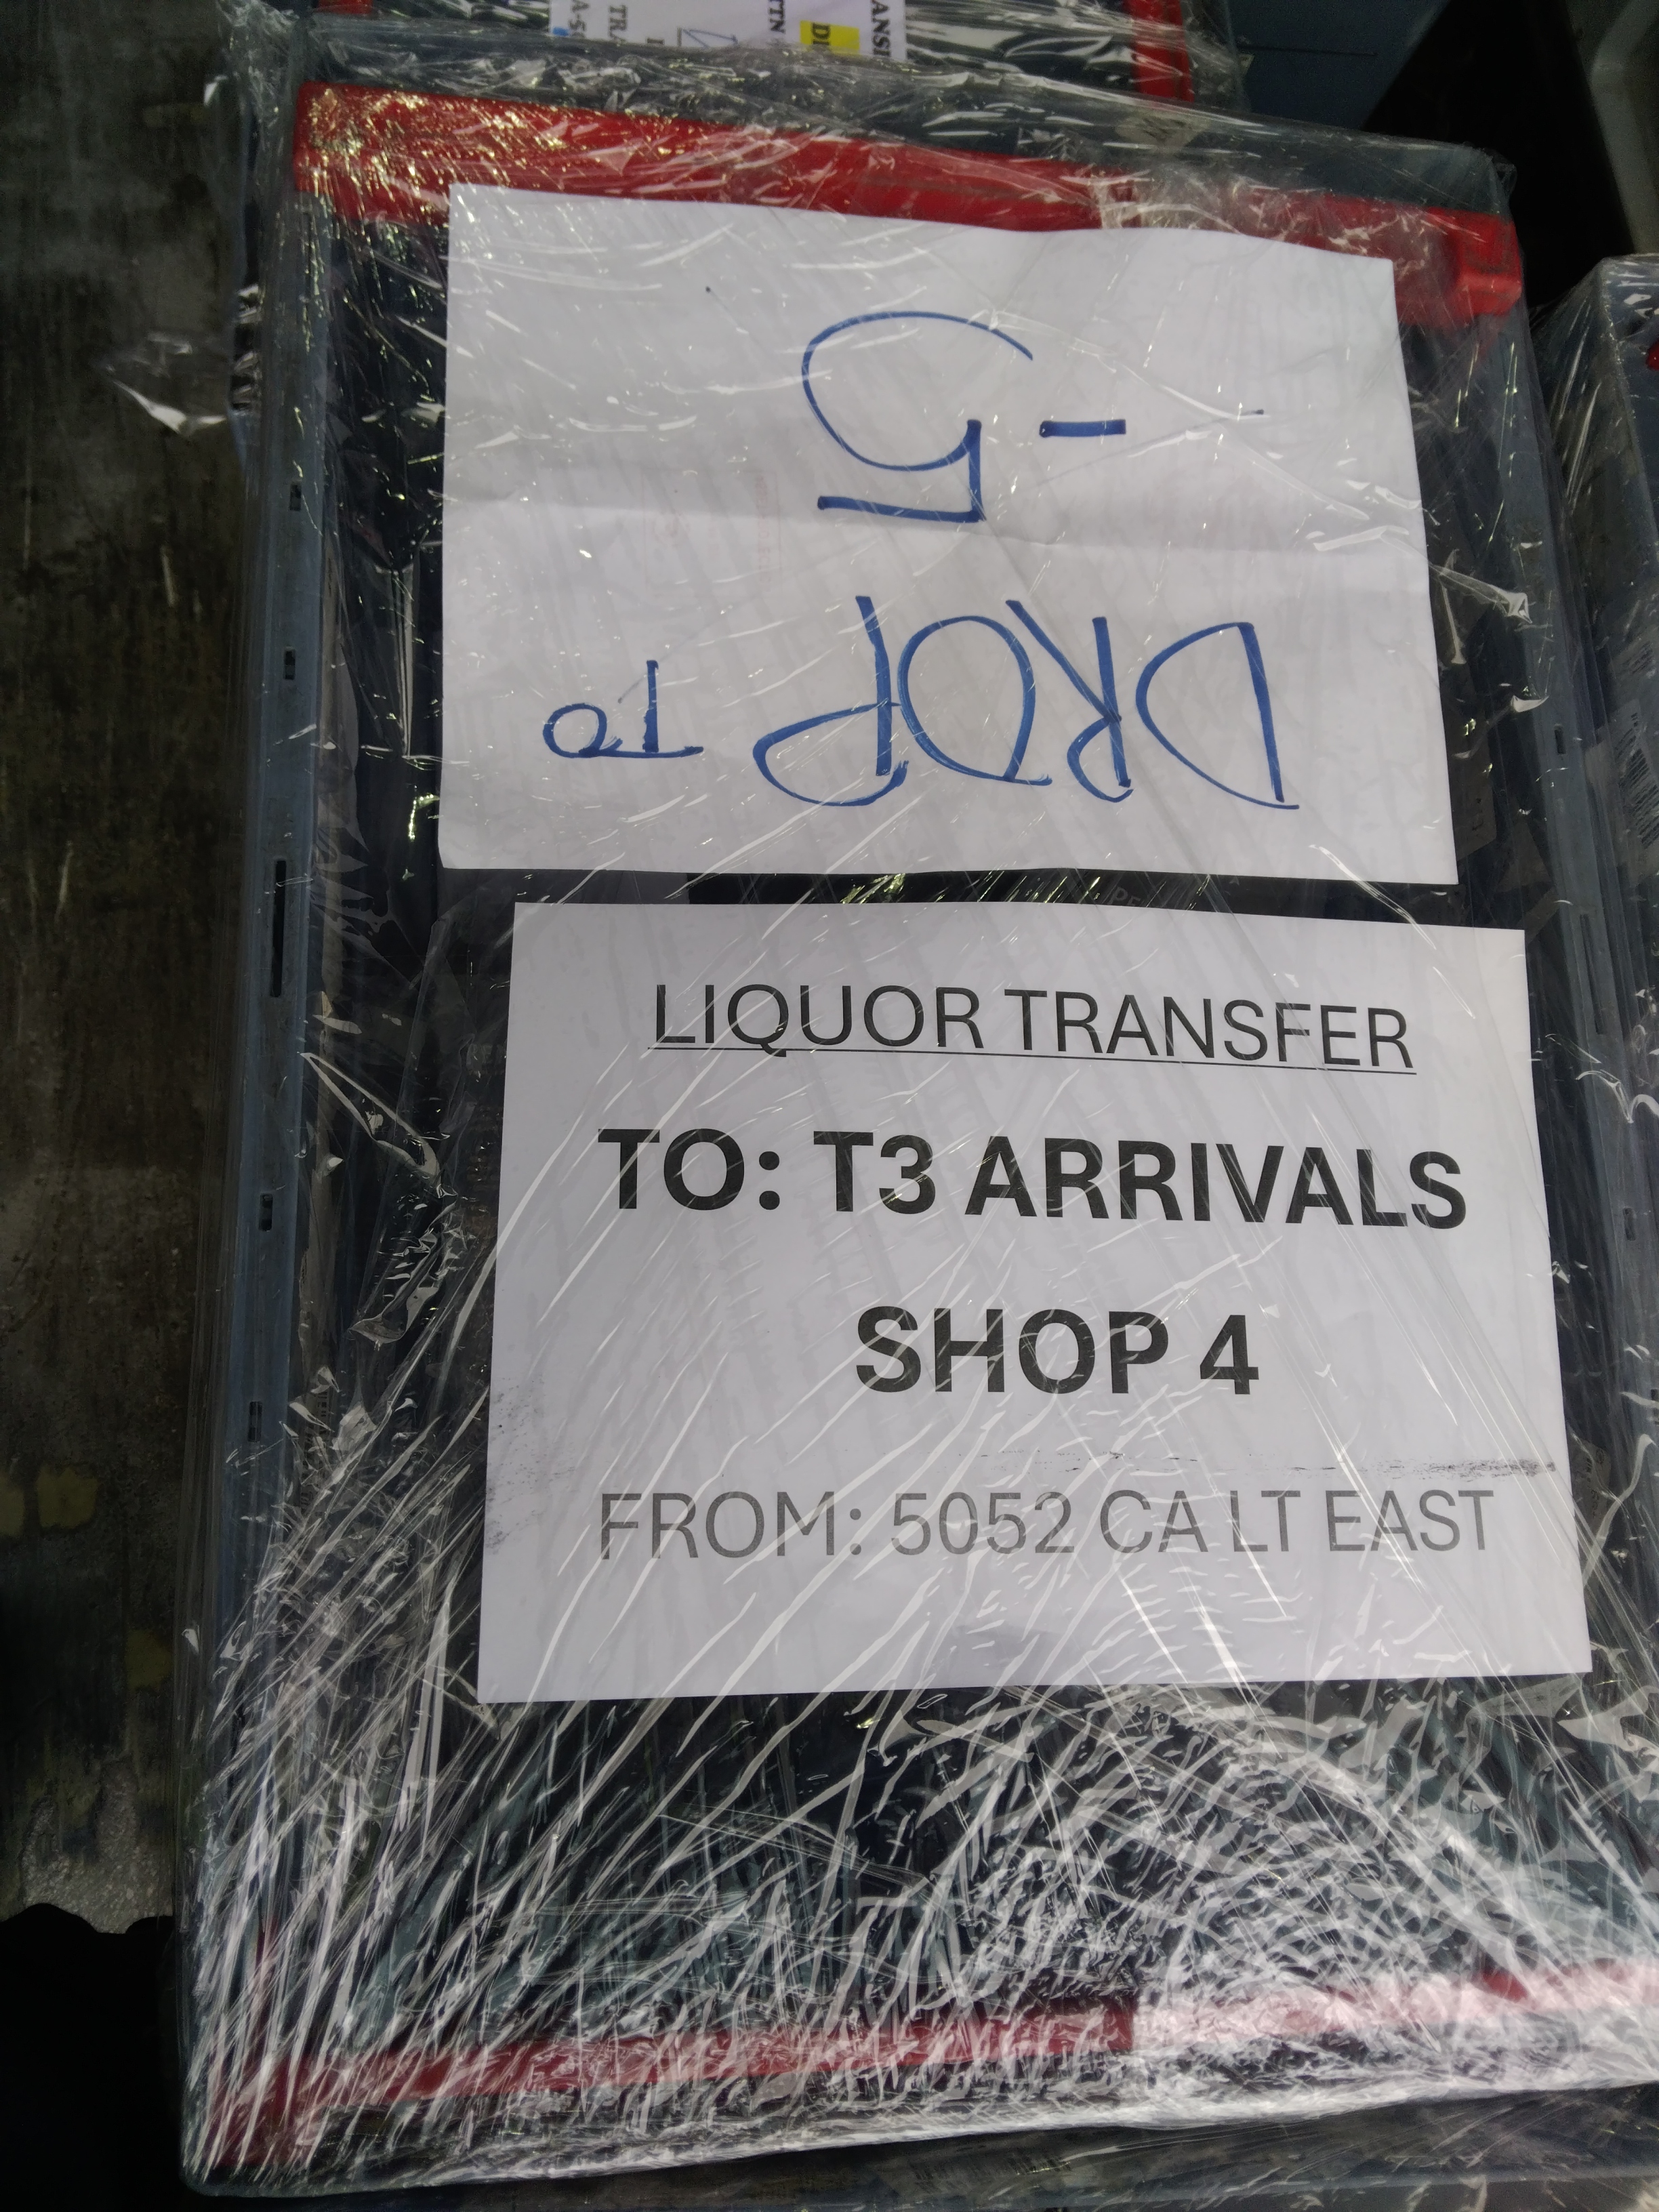 DROP TO
- 5
LIQUOR TRANSFER
TO: T3 ARRIVALS
SHOP 4
FROM: 5052 CA LT EAST